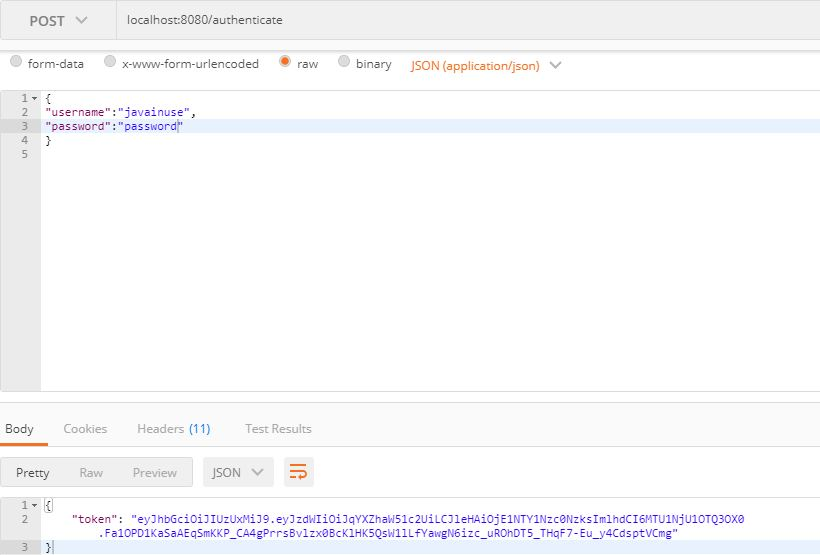 POST localhost:8080/authenticate
form-data x-www-form-urlencoded raw binary JSON (application/json)
1 {
2 "username":"javainuse",
3 "password":"password"
4 }
5
Body Cookies Headers (11) Test Results
Pretty Raw Preview JSON
1 {
2 "token": "eyJhbGciOiJIUzUxMiJ9.eyJzdWIiOiJqYXZhaW51c2UiLCJleHAiOjE1NTY1Nzc0NzksImlhdCI6MTU1NjU1OTQ3OX0
.Fa1OPD1KaSaAEqSmKKP_CA4gPrrsBvlzx0BcKlHK5QsWllLfYawgN6izc_uROhDT5_THqF7-Eu_y4CdsptVCmg"
3 }